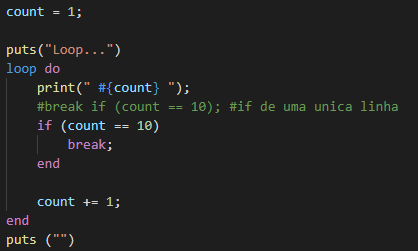 count = 1;
puts("Loop...")
loop do
print(" #{count} ");
#break if (count == 10); #if de uma unica linha
if (count == 10)
break;
end
count += 1;
end
puts ("")